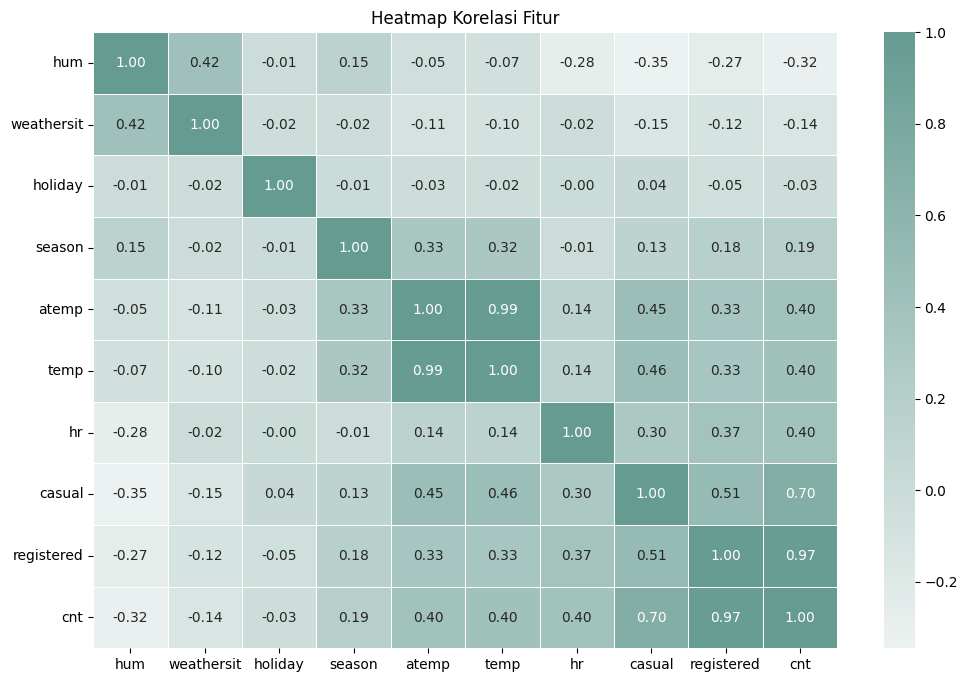 Heatmap Korelasi Fitur
hum 1.00 0.42 -0.01 0.15 -0.05 -0.07 -0.28 -0.35 -0.27 -0.32
weathersit 0.42 1.00 -0.02 -0.02 -0.11 -0.10 -0.02 -0.15 -0.12 -0.14
holiday -0.01 -0.02 1.00 -0.01 -0.03 -0.02 -0.00 0.04 -0.05 -0.03
season 0.15 -0.02 -0.01 1.00 0.33 0.32 -0.01 0.13 0.18 0.19
atemp -0.05 -0.11 -0.03 0.33 1.00 0.99 0.14 0.45 0.33 0.40
temp -0.07 -0.10 -0.02 0.32 0.99 1.00 0.14 0.46 0.33 0.40
hr -0.28 -0.02 -0.00 -0.01 0.14 0.14 1.00 0.30 0.37 0.40
casual -0.35 -0.15 0.04 0.13 0.45 0.46 0.30 1.00 0.51 0.70
registered -0.27 -0.12 -0.05 0.18 0.33 0.33 0.37 0.51 1.00 0.97
cnt -0.32 -0.14 -0.03 0.19 0.40 0.40 0.40 0.70 0.97 1.00
hum weathersit holiday season atemp temp hr casual registered cnt
1.0
0.8
0.6
0.4
0.2
0.0
−0.2